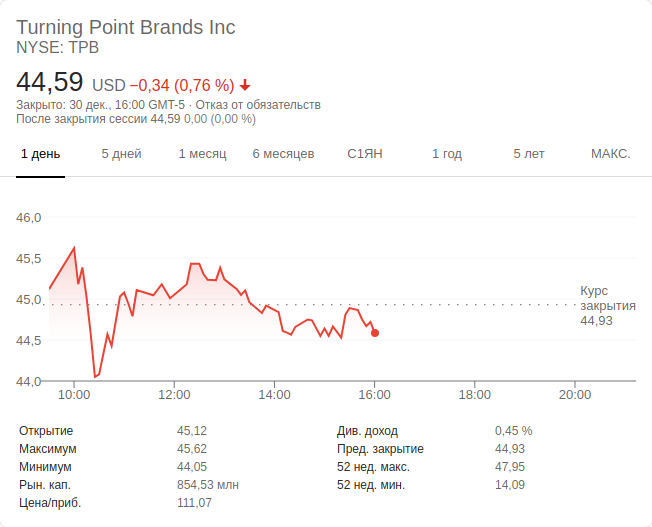 Turning Point Brands Inc
NYSE: TPB
44,59 USD −0,34 (0,76 %)
Закрыто: 30 дек., 16:00 GMT-5 · Отказ от обязательств
После закрытия сессии 44,59 0,00 (0,00 %)
1 день 5 дней 1 месяц 6 месяцев С1ЯН 1 год 5 лет МАКС.
46,0
45,5
45,0
44,5
44,0
Курс
закрытия
44,93
10:00 12:00 14:00 16:00 18:00 20:00
Открытие 45,12 Див. доход 0,45 %
Максимум 45,62 Пред. закрытие 44,93
Минимум 44,05 52 нед. макс. 47,95
Рын. кап. 854,53 млн 52 нед. мин. 14,09
Цена/приб. 111,07